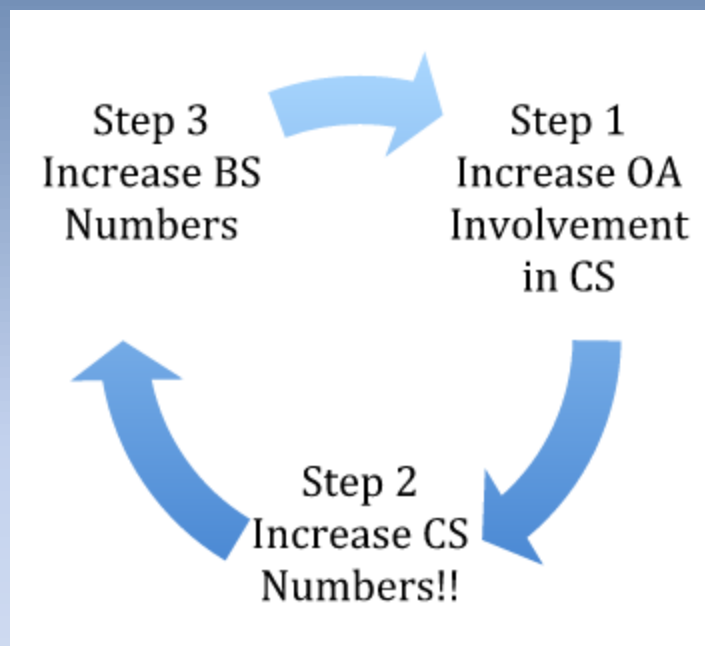 Step 1
Increase OA
Involvement
in CS
Step 2
Increase CS
Numbers!!
Step 3
Increase BS
Numbers